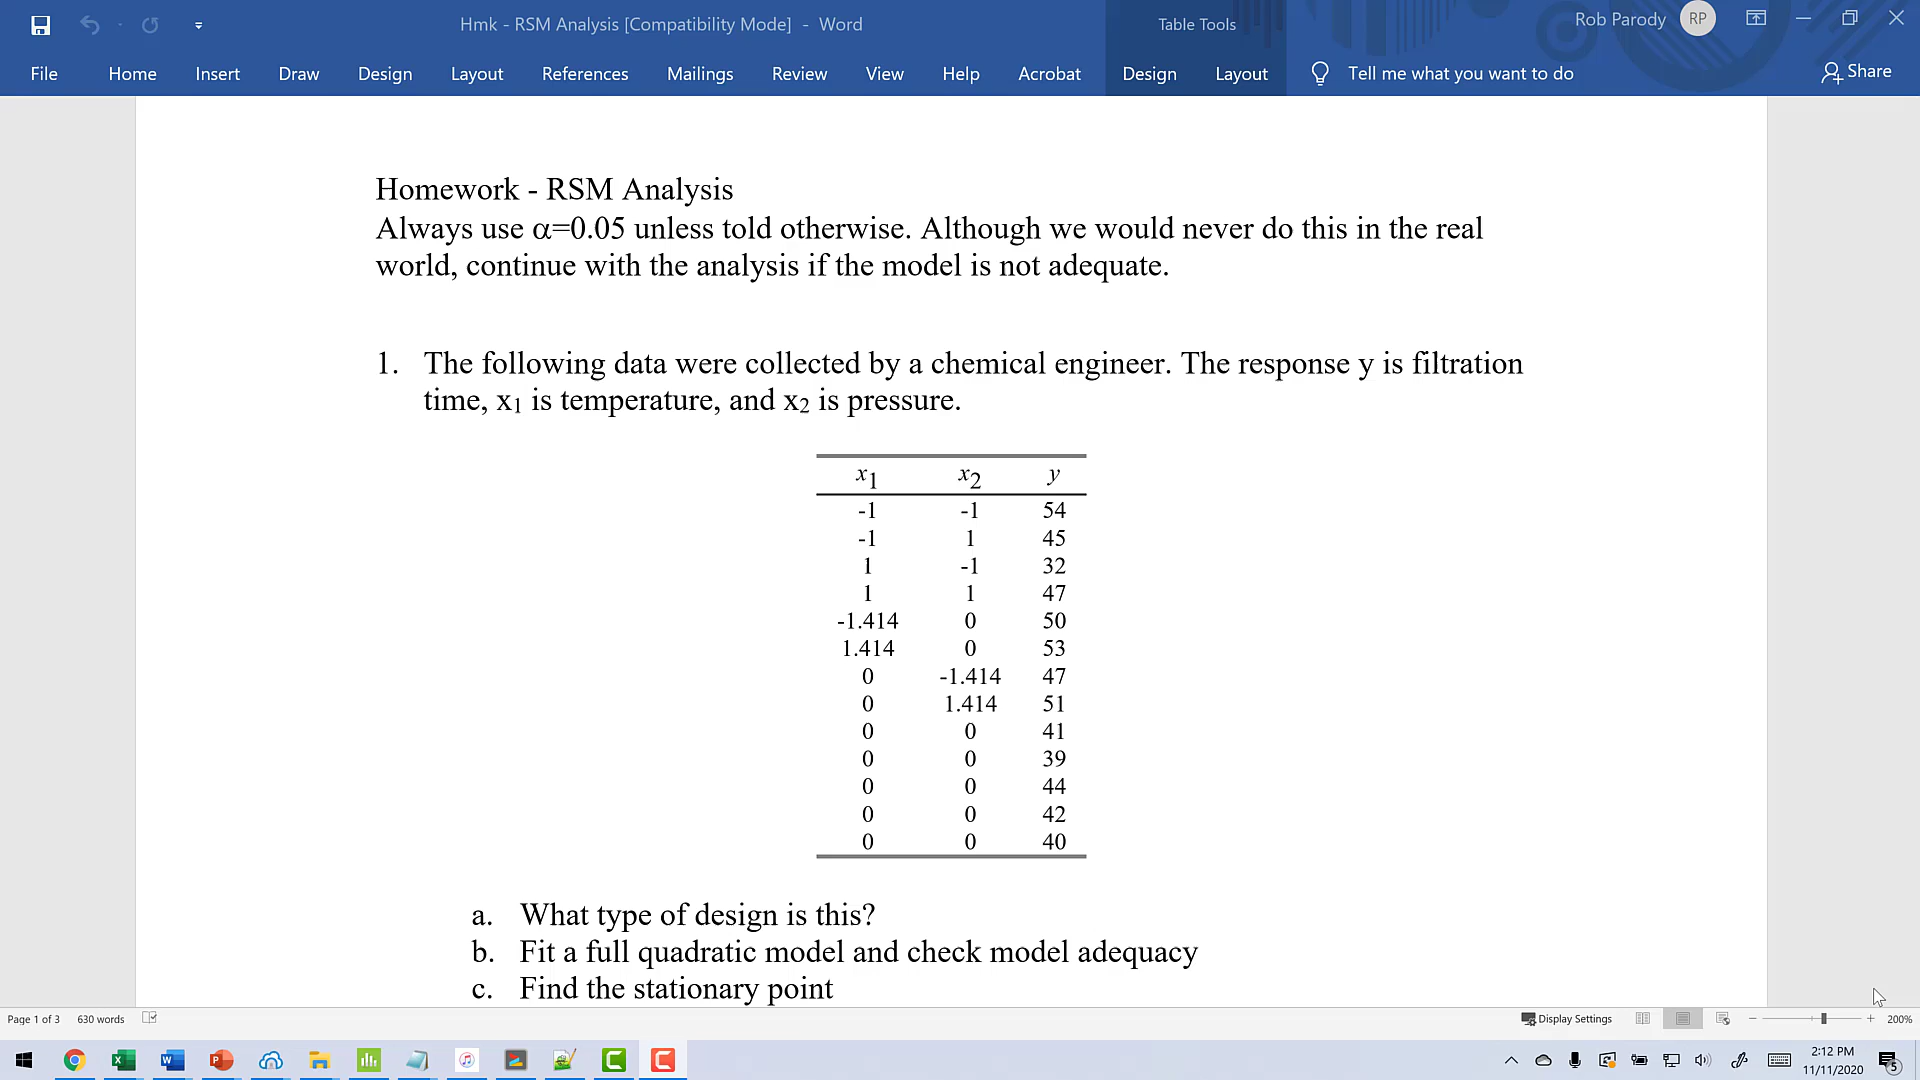 Hmk - RSM Analysis [Compatibility Mode] - Word
Table Tools
Rob Parody
RP
File Home Insert Draw Design Layout References Mailings Review View Help Acrobat Design Layout Tell me what you want to do Share
Homework - RSM Analysis
Always use α=0.05 unless told otherwise. Although we would never do this in the real
world, continue with the analysis if the model is not adequate.
1. The following data were collected by a chemical engineer. The response y is filtration
time, x1 is temperature, and x2 is pressure.
x1 x2 y
-1 -1 54
-1 1 45
1 -1 32
1 1 47
-1.414 0 50
1.414 0 53
0 -1.414 47
0 1.414 51
0 0 41
0 0 39
0 0 44
0 0 42
0 0 40
a. What type of design is this?
b. Fit a full quadratic model and check model adequacy
c. Find the stationary point
Page 1 of 3 630 words
Display Settings
200%
2:12 PM
11/11/2020
5